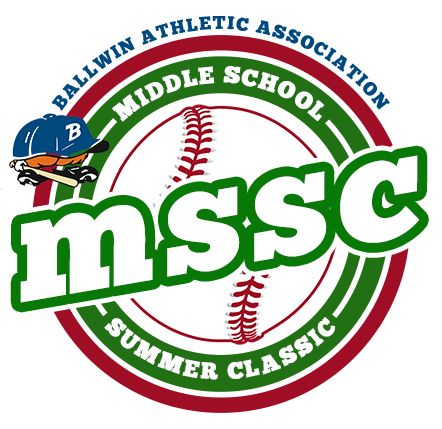 BALLWIN ATHLETIC ASSOCIATION
MIDDLE SCHOOL
B
mssc
SUMMER CLASSIC